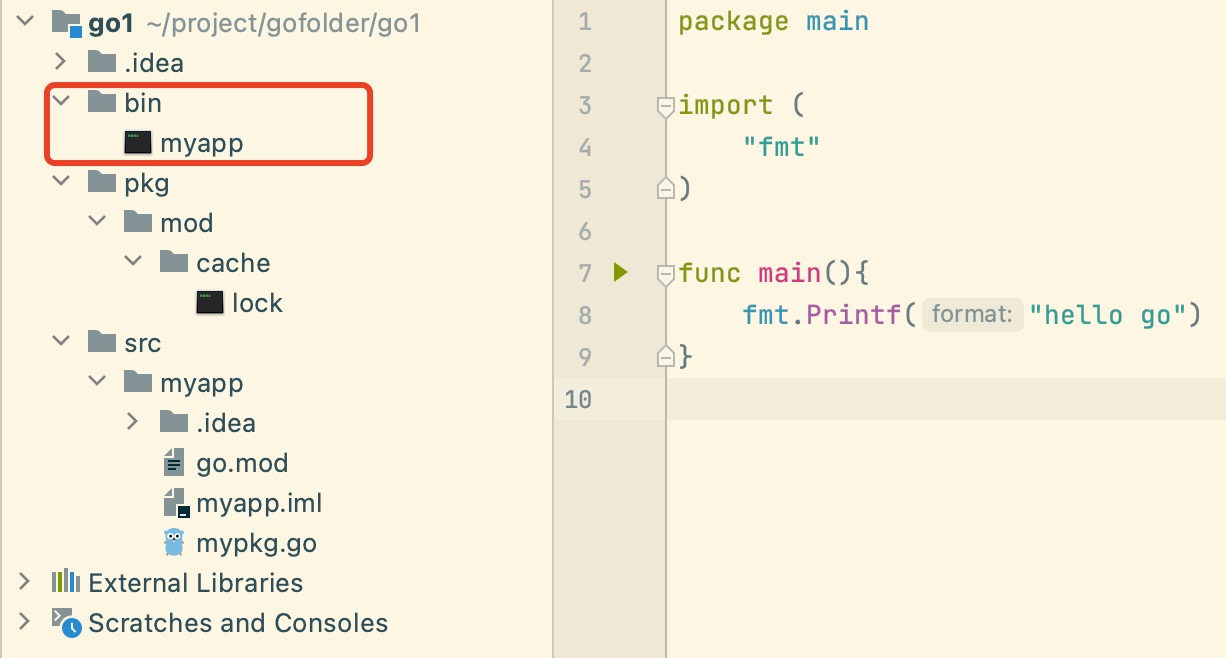 go1 ~/project/gofolder/go1
.idea
bin
myapp
pkg
mod
cache
lock
src
myapp
.idea
go.mod
myapp.iml
mypkg.go
External Libraries
Scratches and Consoles
1 package main
2
3 import (
4 "fmt"
5 )
6
7 func main(){
8 fmt.Printf( format: "hello go")
9 }
10